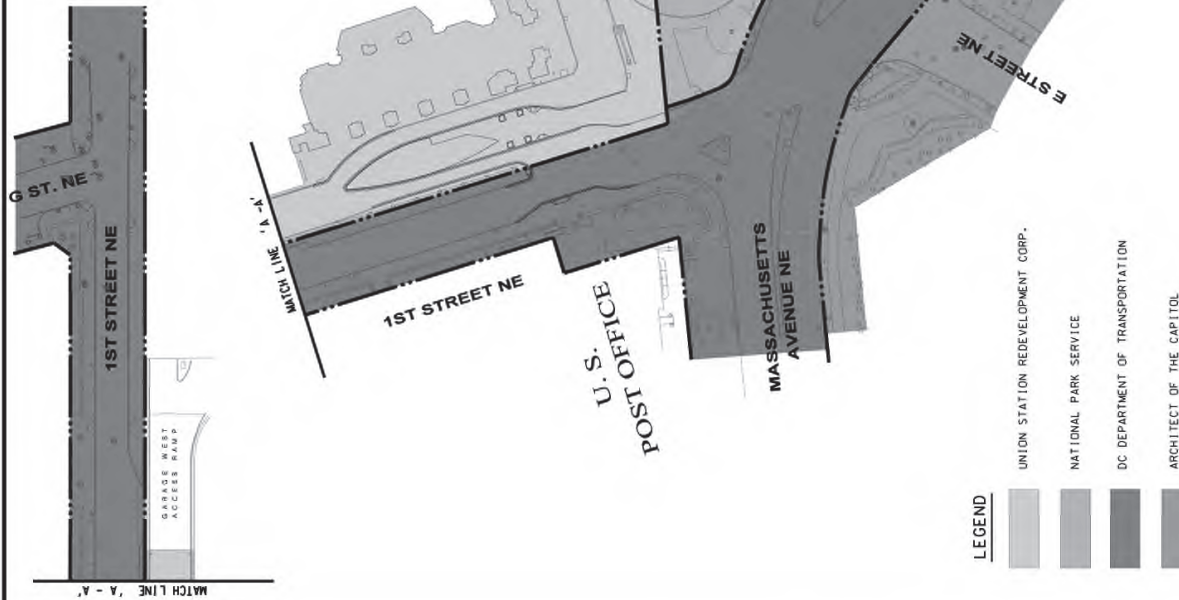 G ST. NE
1ST STREET NE
GARAGE WEST
ACCESS RAMP
MATCH LINE 'A - A'
MATCH LINE 'A - A'
1ST STREET NE
U.S.
POST OFFICE
MASSACHUSETTS
AVENUE NE
E STREET NE
LEGEND
UNION STATION REDEVELOPMENT CORP.
NATIONAL PARK SERVICE
DC DEPARTMENT OF TRANSPORTATION
ARCHITECT OF THE CAPITOL